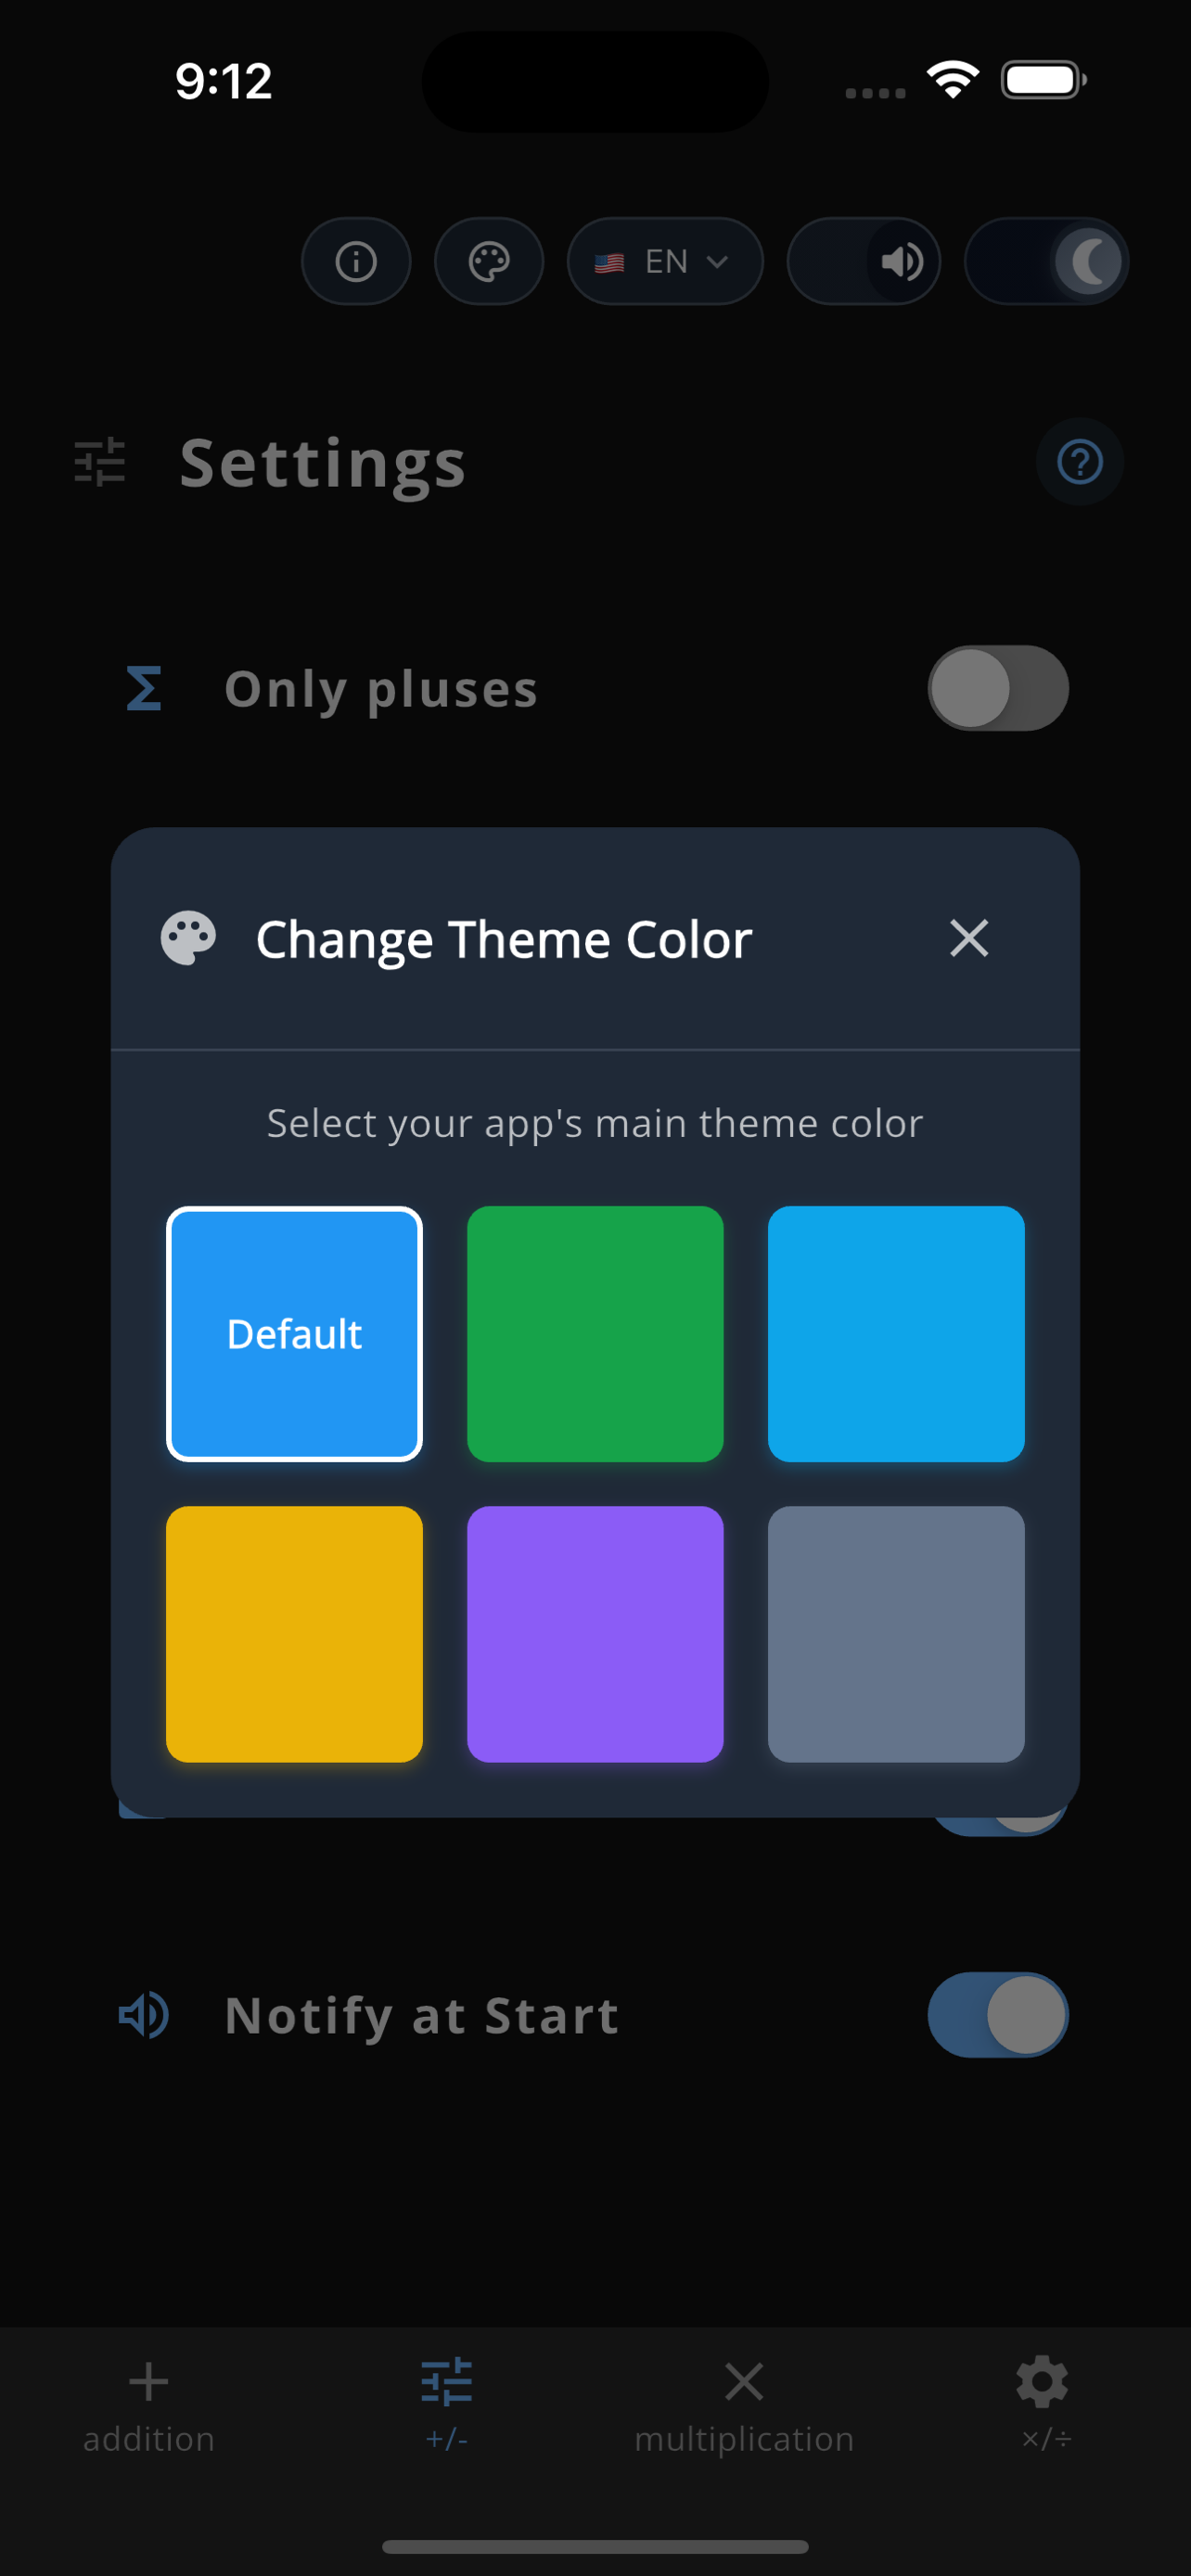 9:12
EN
Settings
Only pluses
Change Theme Color
Select your app's main theme color
Default
Notify at Start
addition
+/-
multiplication
×/÷